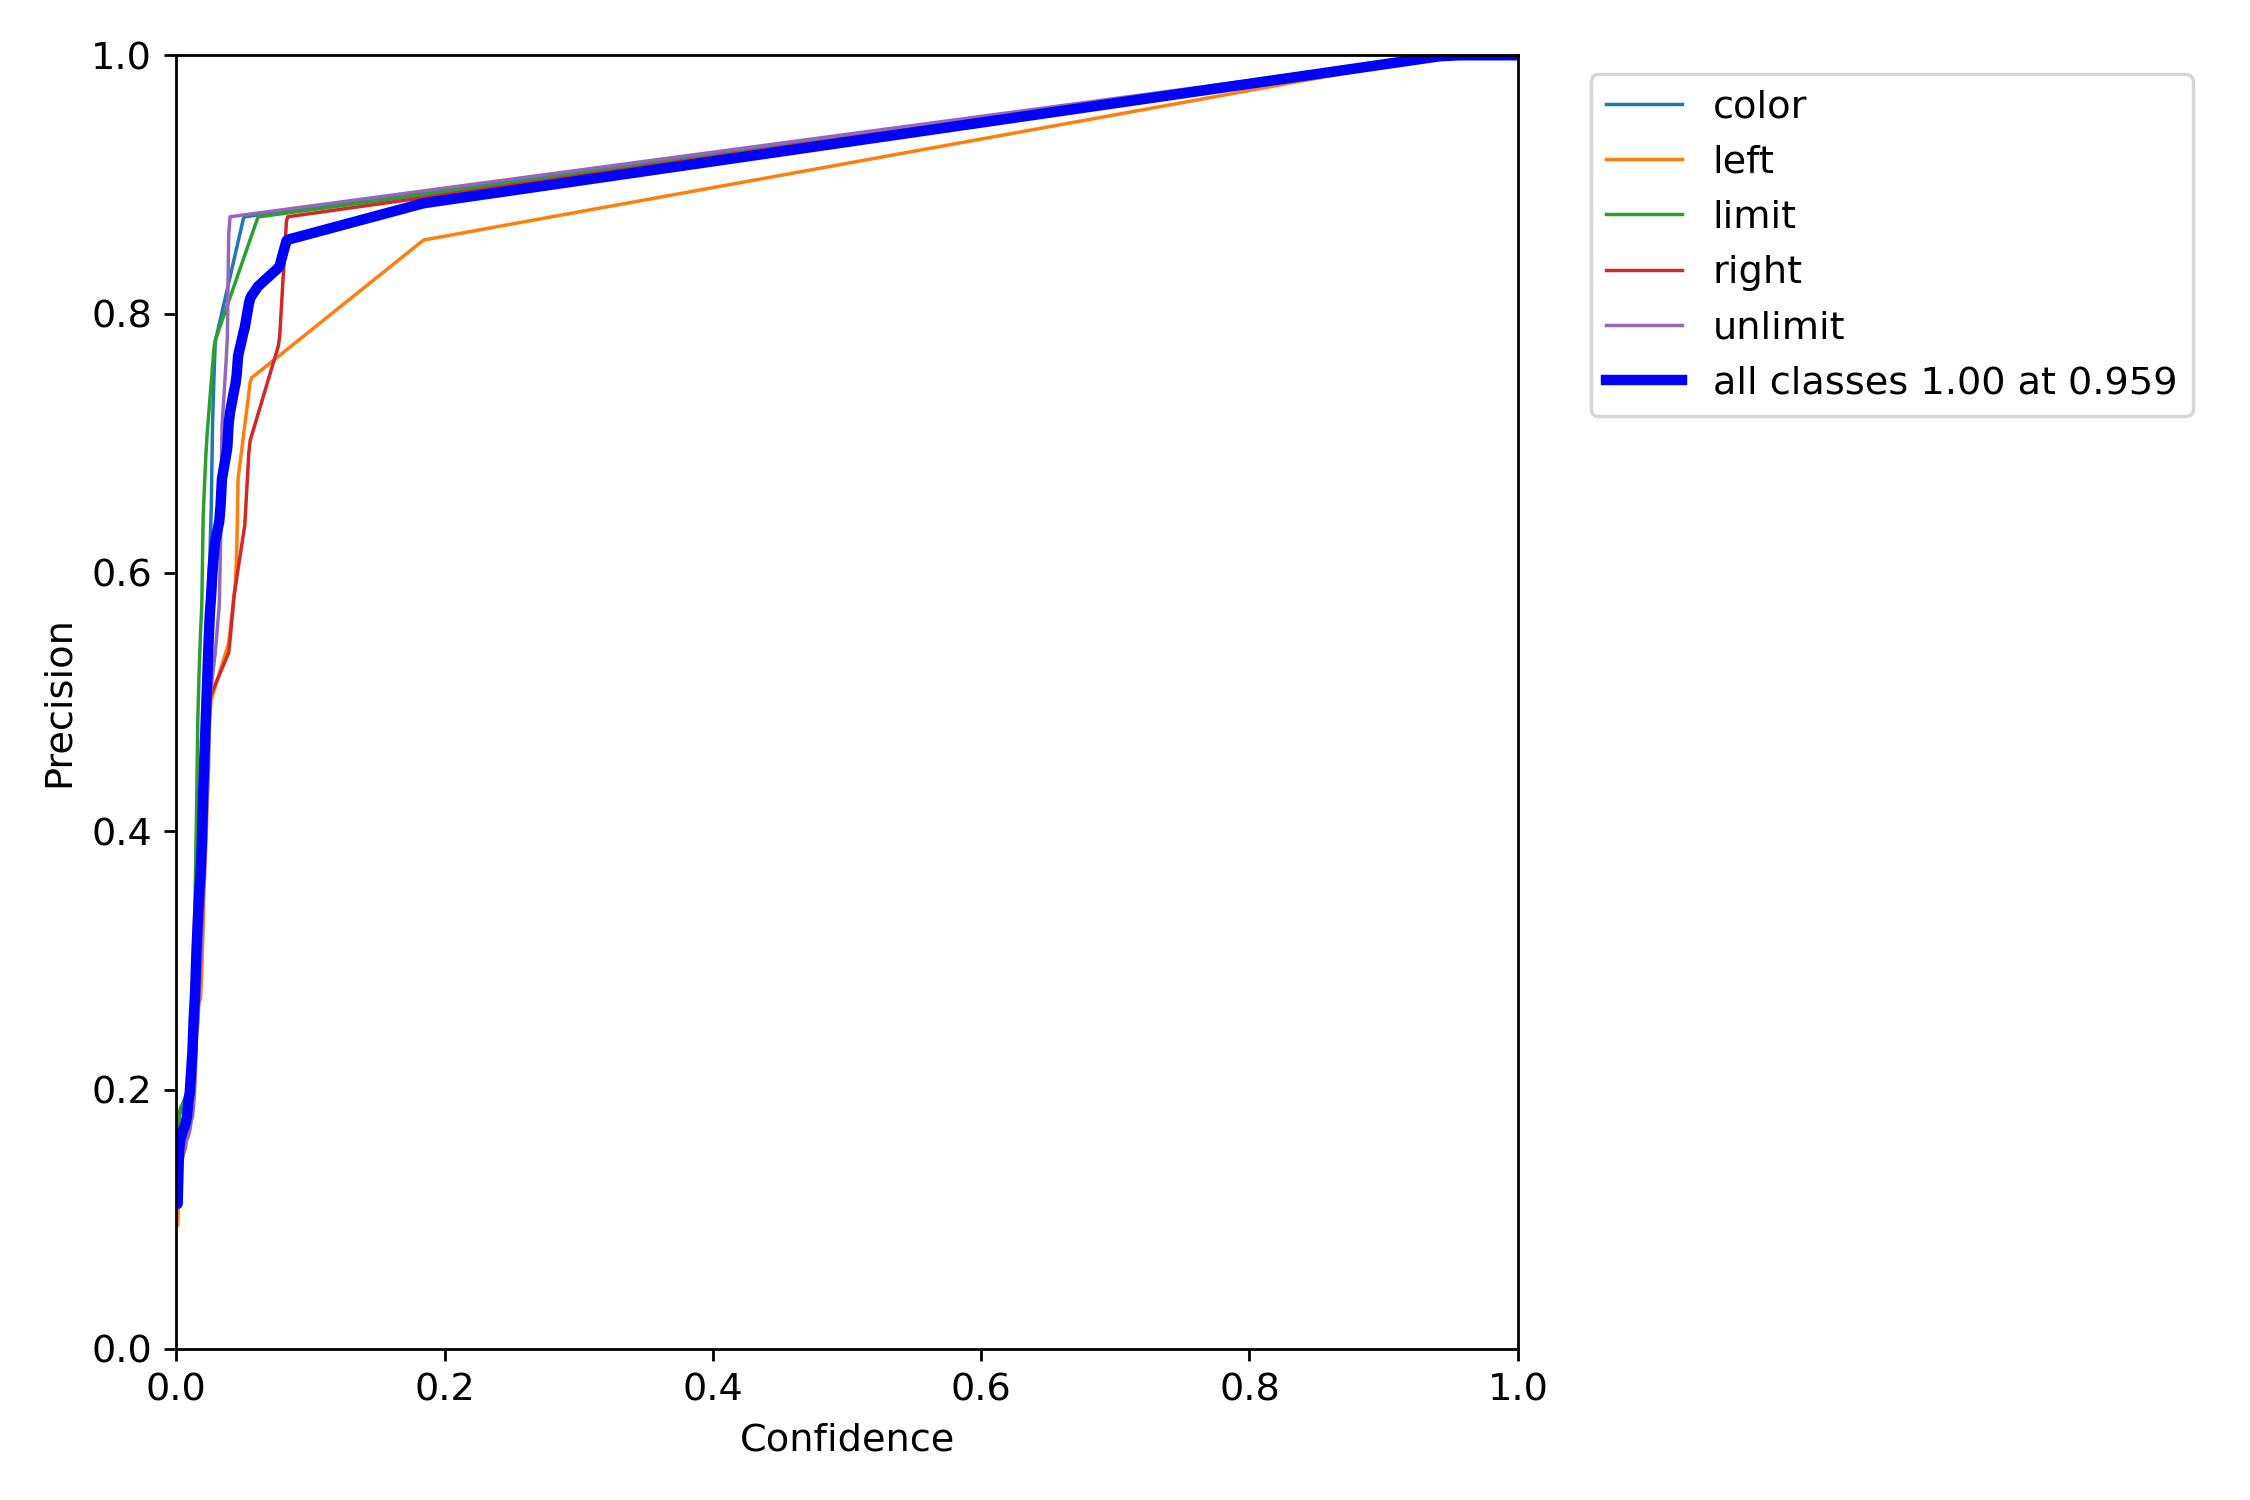 1.0
0.8
0.6
0.4
0.2
0.0
Precision
0.0 0.2 0.4 0.6 0.8 1.0
Confidence
color
left
limit
right
unlimit
all classes 1.00 at 0.959